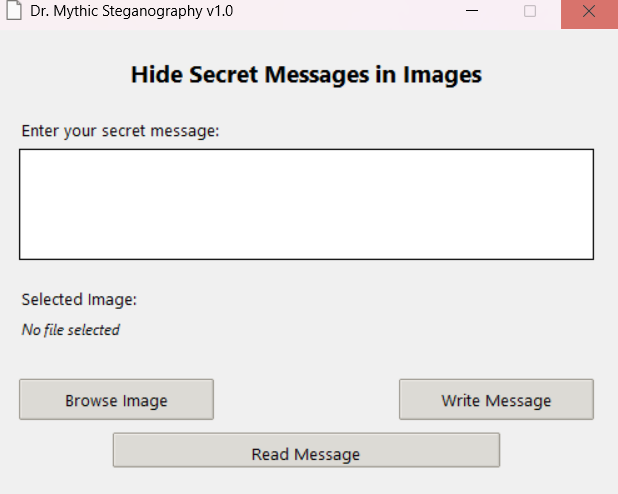 Dr. Mythic Steganography v1.0
Hide Secret Messages in Images
Enter your secret message:
Selected Image:
No file selected
Browse Image
Write Message
Read Message